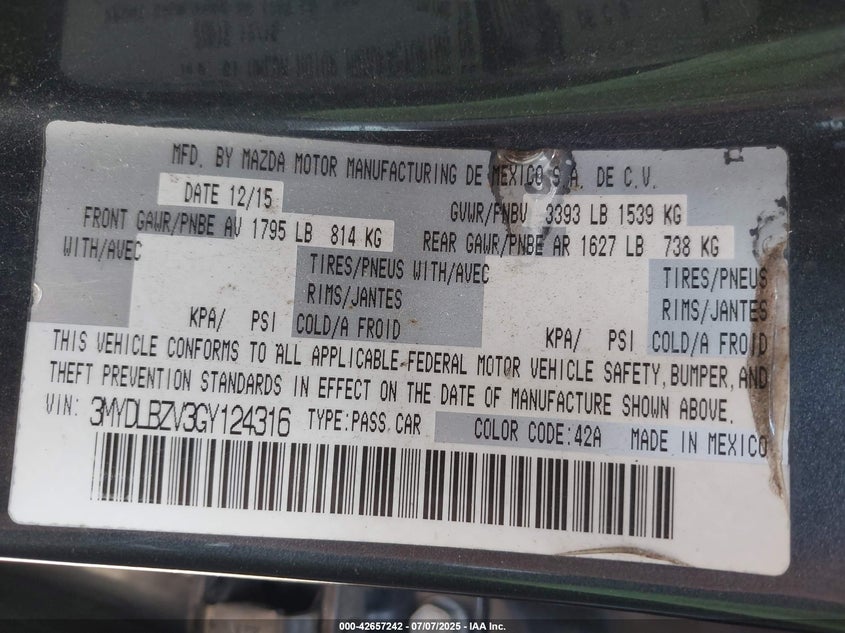 MFD. BY MAZDA MOTOR MANUFACTURING DE MEXICO S.A. DE C.V.
DATE 12/15 GVWR/PNBV 3393 LB 1539 KG
FRONT GAWR/PNBE AV 1795 LB 814 KG REAR GAWR/PNBE AR 1627 LB 738 KG
WITH/AVEC TIRES/PNEUS WITH/AVEC TIRES/PNEUS
RIMS/JANTES RIMS/JANTES
KPA/ PSI COLD/A FROID KPA/ PSI COLD/A FROID
THIS VEHICLE CONFORMS TO ALL APPLICABLE FEDERAL MOTOR VEHICLE SAFETY, BUMPER, AND
THEFT PREVENTION STANDARDS IN EFFECT ON THE DATE OF MANUFACTURE SHOWN ABOVE.
VIN: 3MYDLBZV3GY124316 TYPE:PASS CAR COLOR CODE:42A MADE IN MEXICO
000-42657242 - 07/07/2025 - IAA Inc.